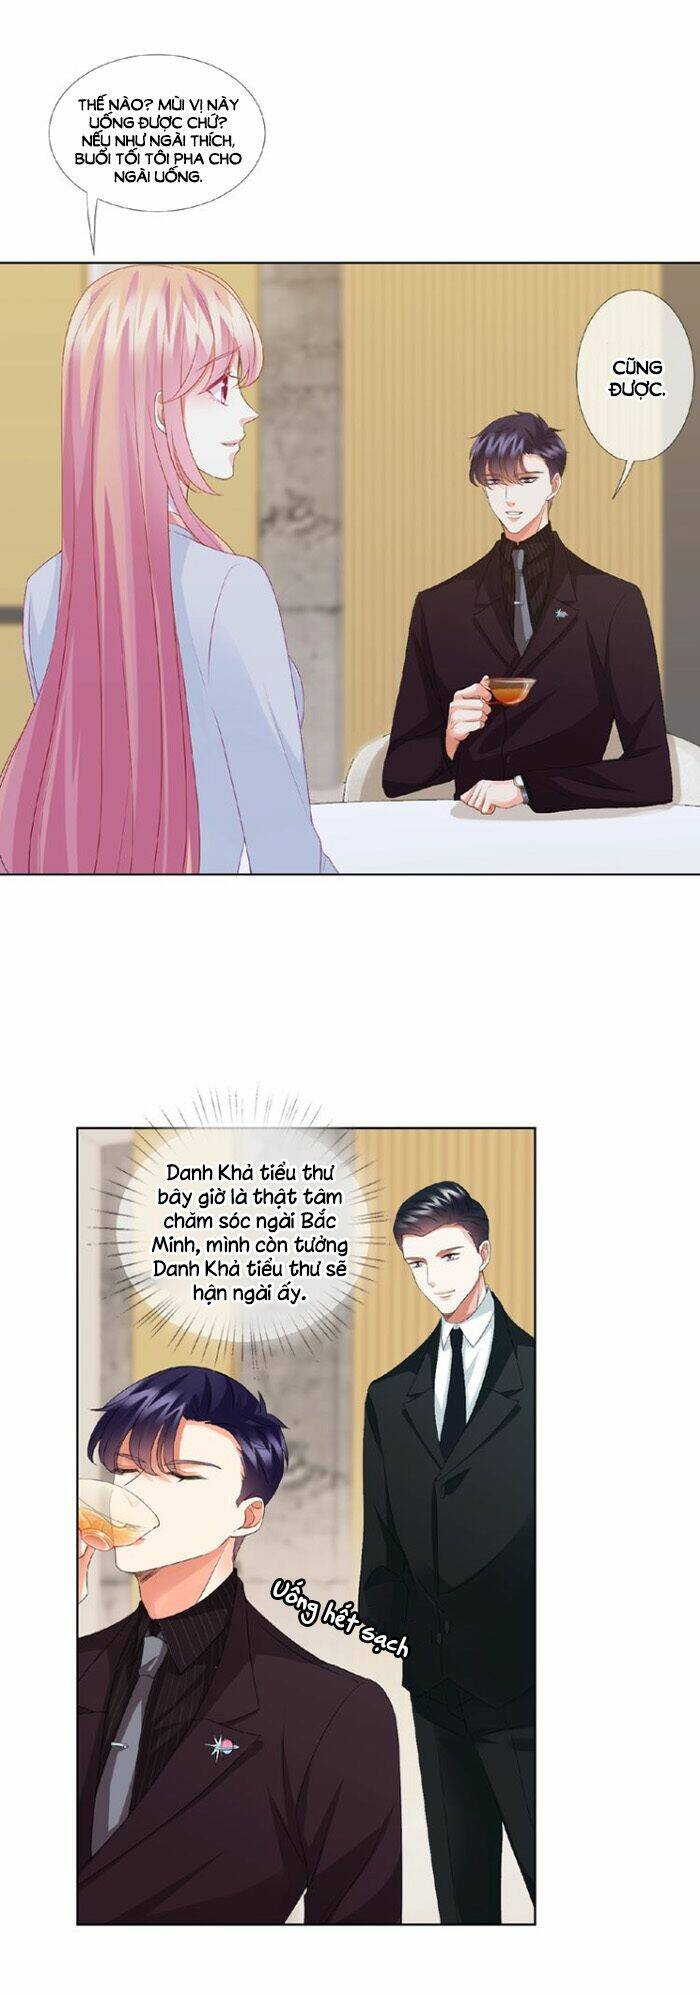 THẾ NÀO? MÙI VỊ NÀY
UỐNG ĐƯỢC CHỨ?
NẾU NHƯ NGÀI THÍCH,
BUỔI TỐI TÔI PHA CHO
NGÀI UỐNG.
CŨNG
ĐƯỢC.
Danh Khả tiểu thư
bây giờ là thật tâm
chăm sóc ngài Bắc
Minh, mình còn tưởng
Danh Khả tiểu thư sẽ
hận ngài ấy.
Uống hết sạch